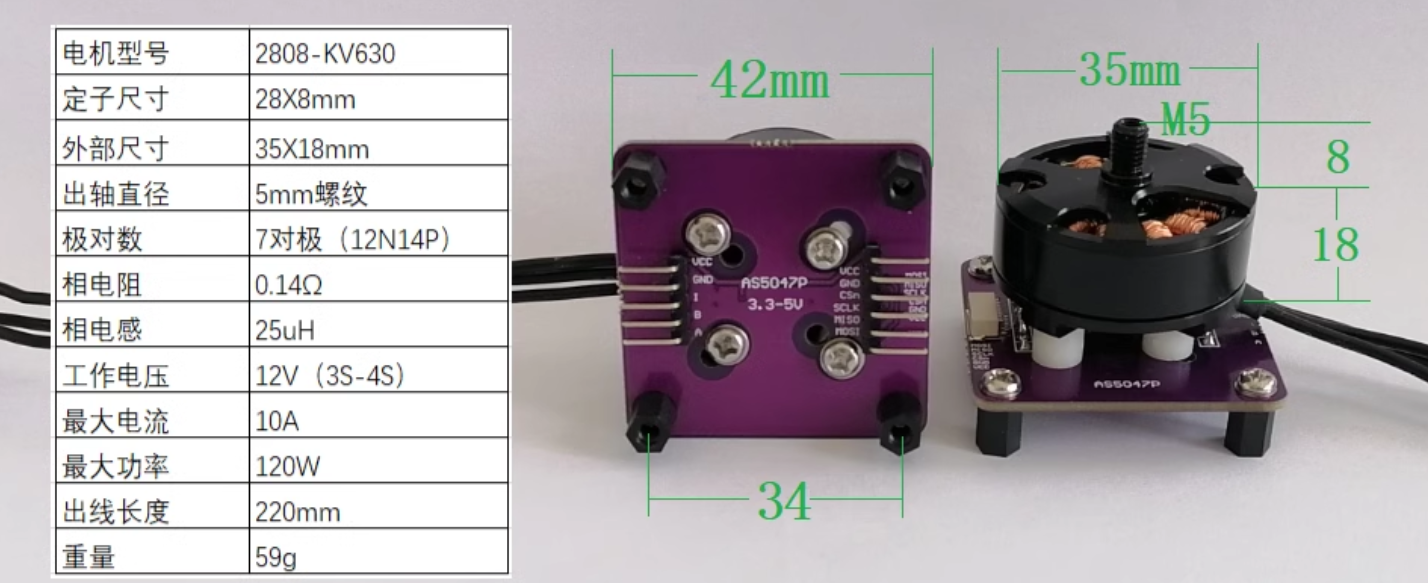 电机型号 2808-KV630
定子尺寸 28X8mm
外部尺寸 35X18mm
出轴直径 5mm螺纹
极对数 7对极（12N14P）
相电阻 0.14Ω
相电感 25uH
工作电压 12V（3S-4S）
最大电流 10A
最大功率 120W
出线长度 220mm
重量 59g
42mm
VCC
GND
I
B
A
AS5047P
3.3-5V
VCC
GND
CSn
SCLK
MISO
MOSI
34
35mm
M5
8
18
AS5047P